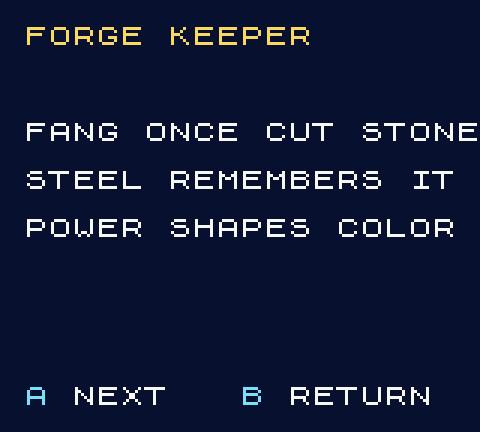 FORGE KEEPER
FANG ONCE CUT STONE
STEEL REMEMBERS IT
POWER SHAPES COLOR
A NEXT B RETURN